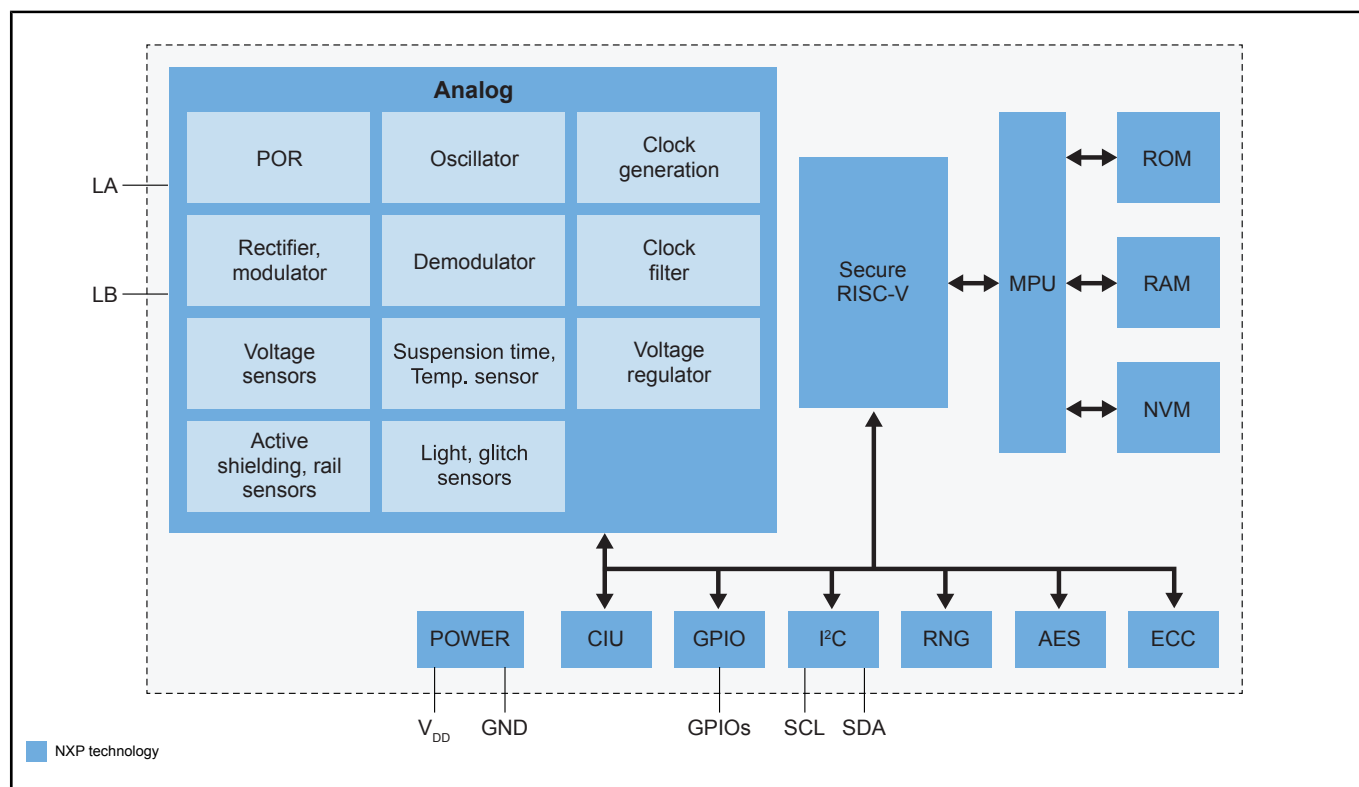 Analog
POR
Oscillator
Clock
generation
LA
Rectifier,
modulator
Demodulator
Clock
filter
LB
Voltage
sensors
Suspension time,
Temp. sensor
Voltage
regulator
Active
shielding, rail
sensors
Light, glitch
sensors
Secure
RISC-V
MPU
ROM
RAM
NVM
POWER
CIU
GPIO
I²C
RNG
AES
ECC
VDD
GND
GPIOs
SCL
SDA
NXP technology